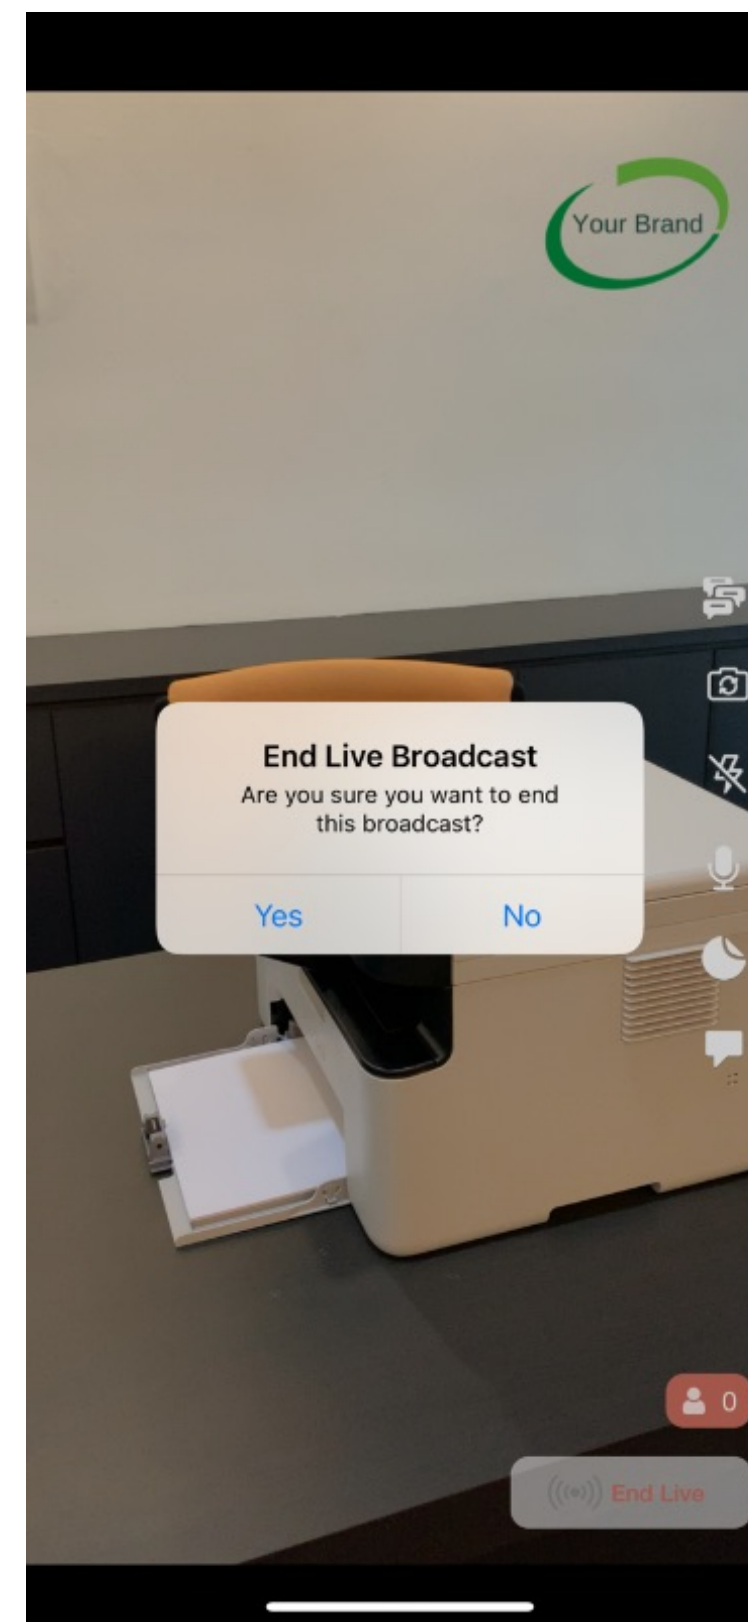 Your Brand
End Live Broadcast
Are you sure you want to end
this broadcast?
Yes
No
0
End Live